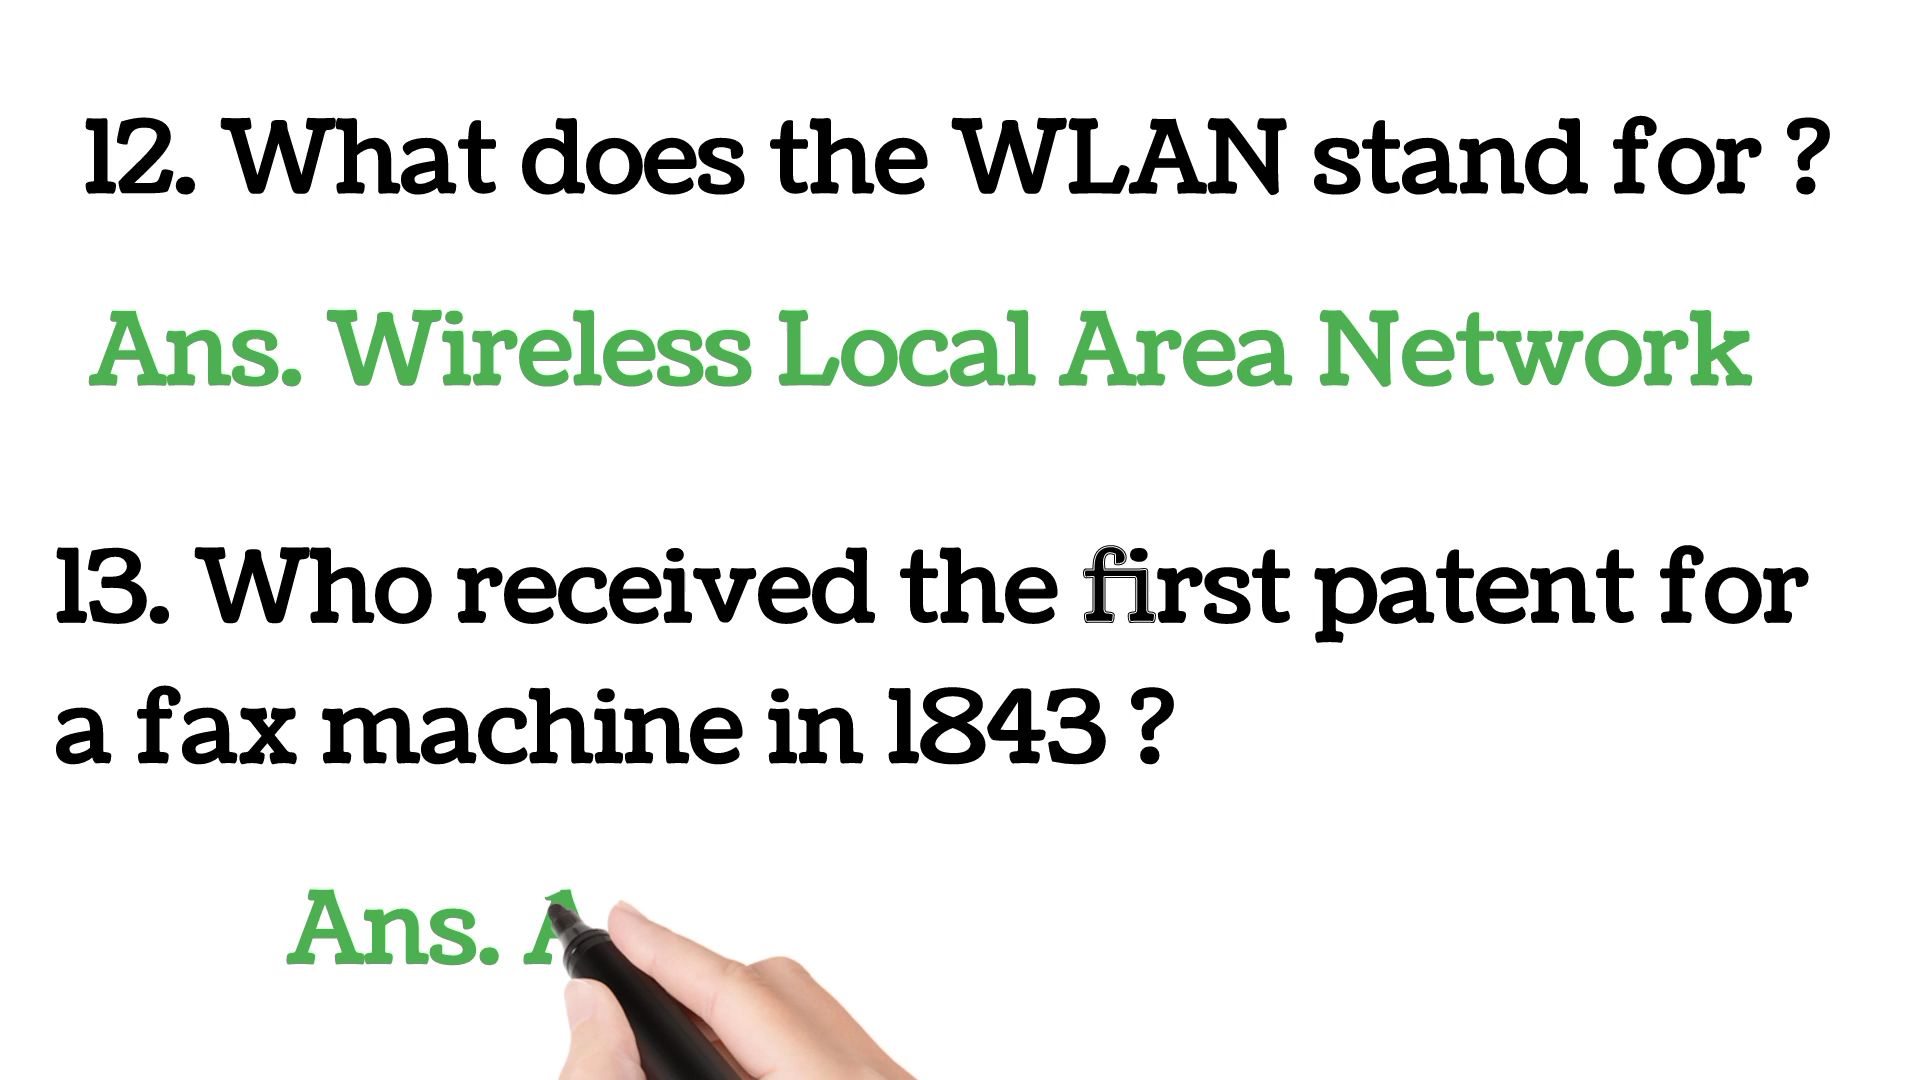 12. What does the WLAN stand for ?
Ans. Wireless Local Area Network
13. Who received the first patent for
a fax machine in 1843 ?
Ans. A